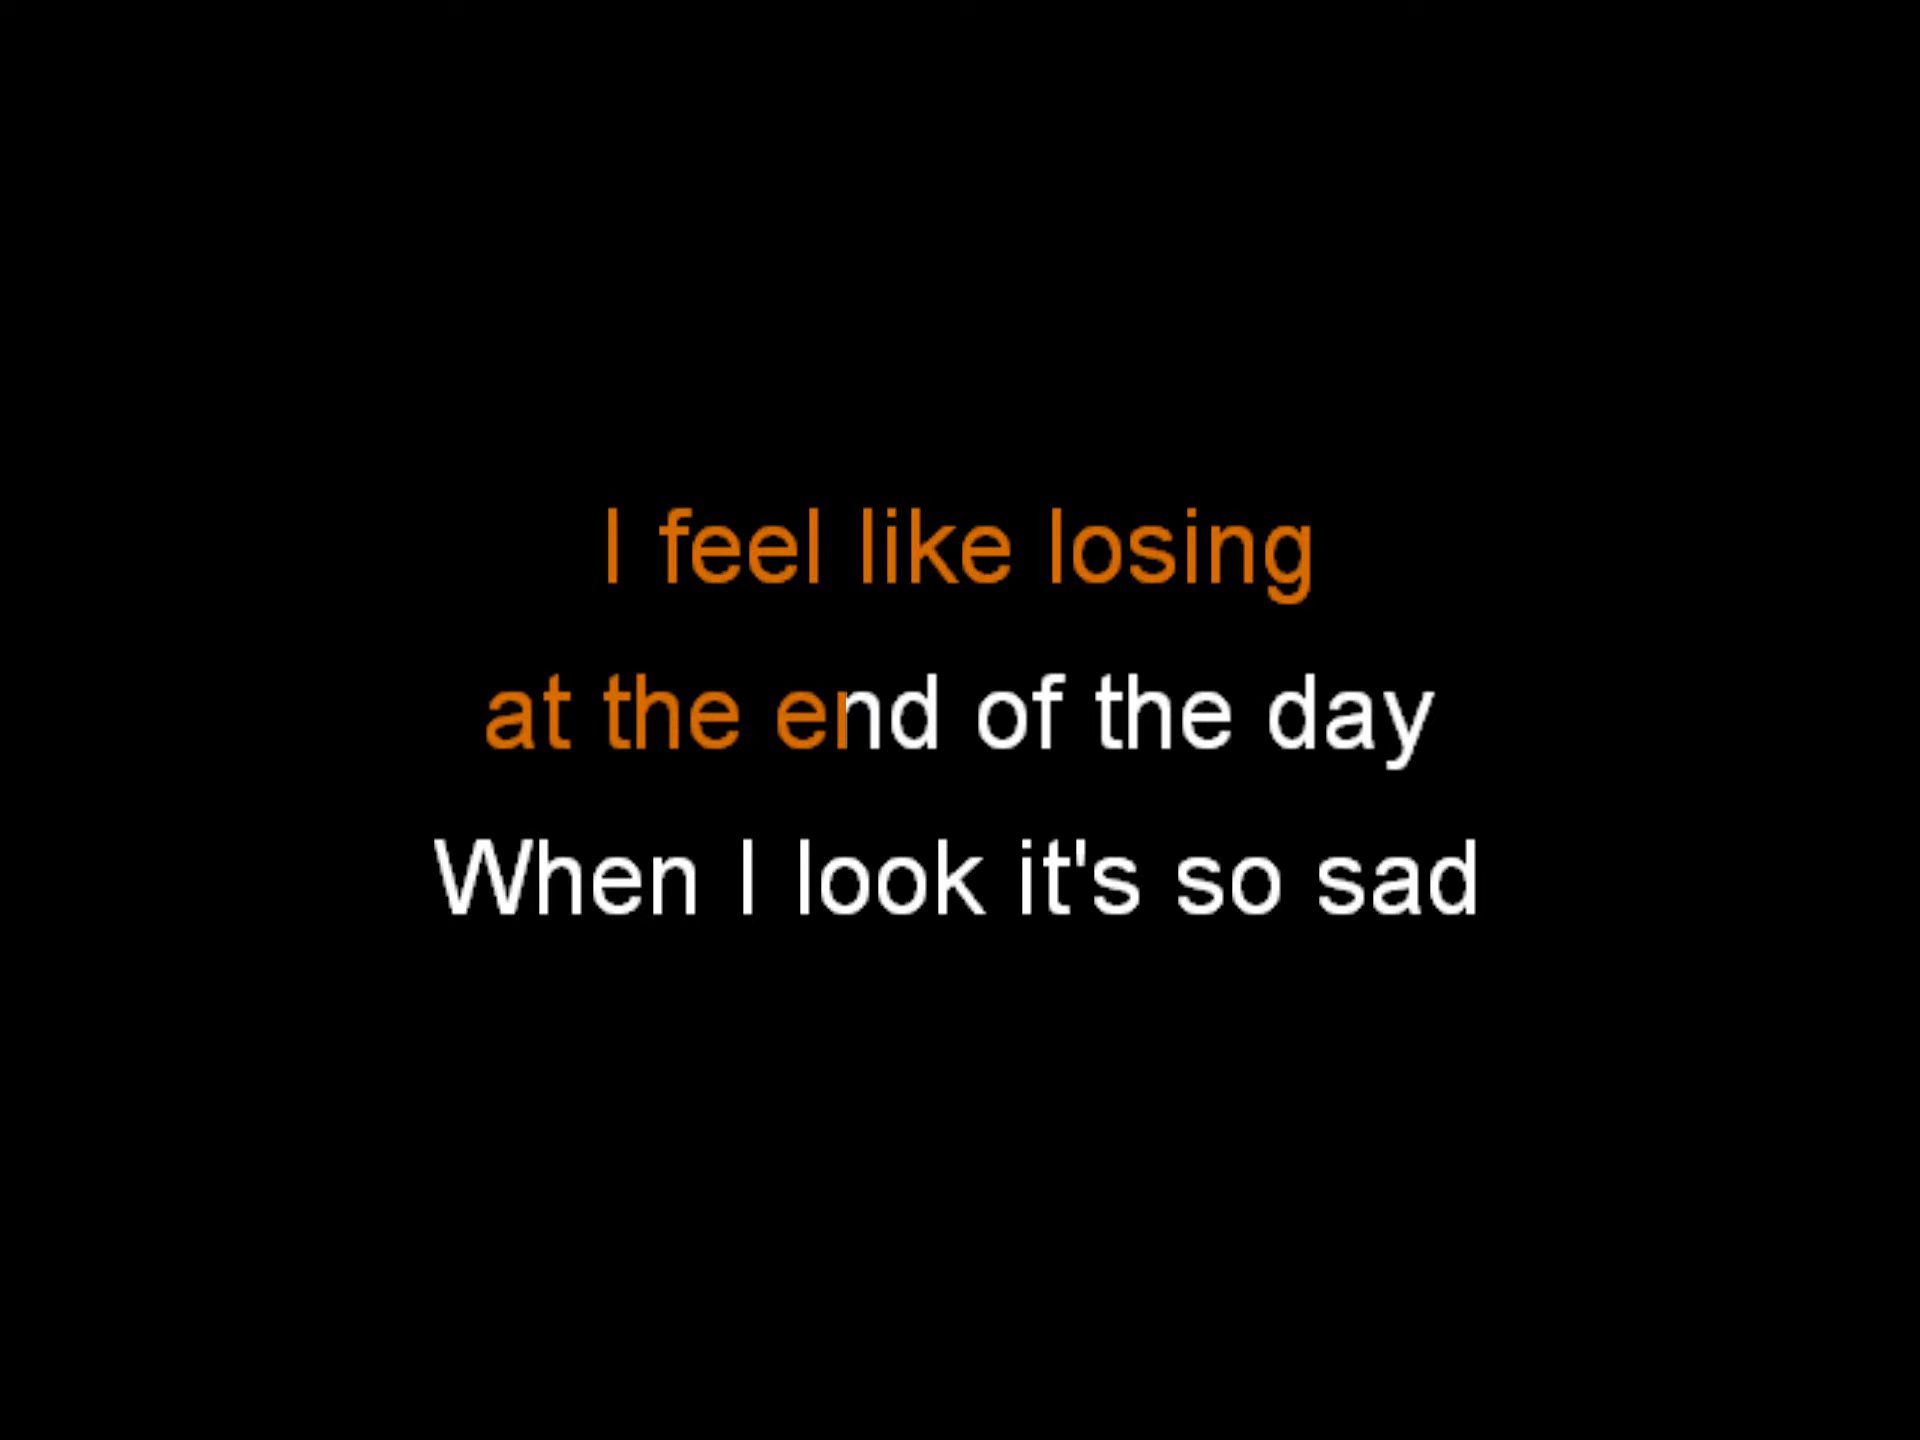 I feel like losing
at the end of the day
When I look it's so sad